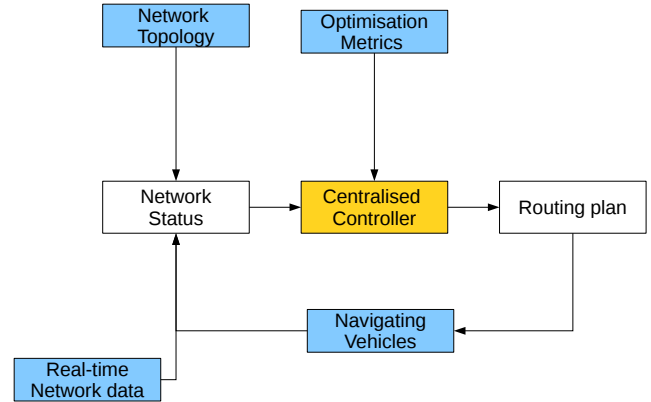 Network
Topology
Optimisation
Metrics
Network
Status
Centralised
Controller
Routing plan
Navigating
Vehicles
Real-time
Network data